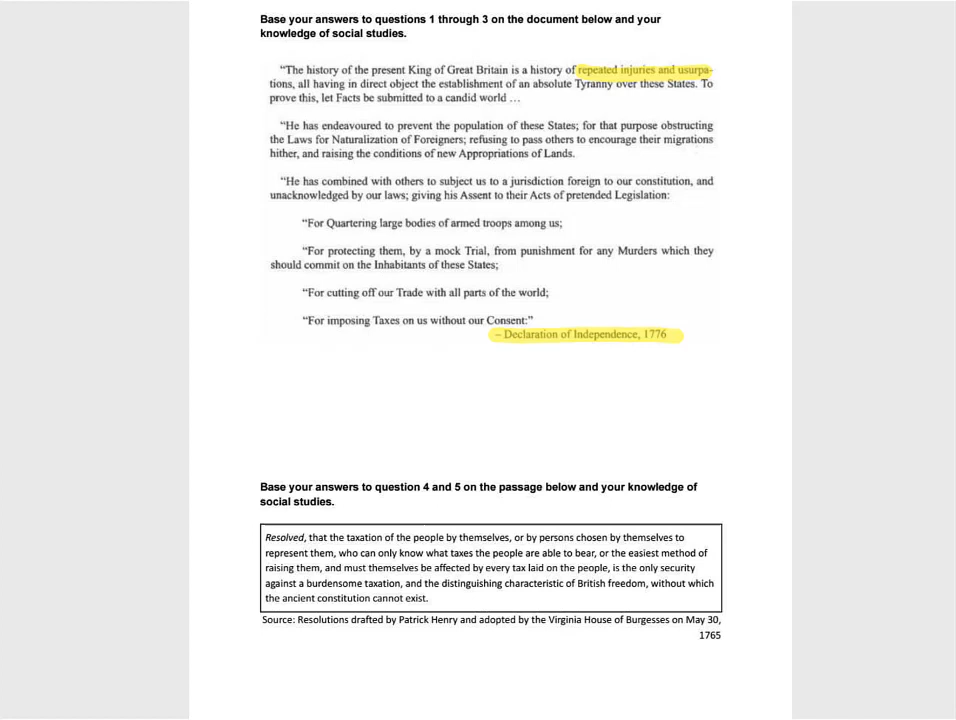 Base your answers to questions 1 through 3 on the document below and your
knowledge of social studies.
“The history of the present King of Great Britain is a history of repeated injuries and usurpa-
tions, all having in direct object the establishment of an absolute Tyranny over these States. To
prove this, let Facts be submitted to a candid world …
“He has endeavoured to prevent the population of these States; for that purpose obstructing
the Laws for Naturalization of Foreigners; refusing to pass others to encourage their migrations
hither, and raising the conditions of new Appropriations of Lands.
“He has combined with others to subject us to a jurisdiction foreign to our constitution, and
unacknowledged by our laws; giving his Assent to their Acts of pretended Legislation:
“For Quartering large bodies of armed troops among us;
“For protecting them, by a mock Trial, from punishment for any Murders which they
should commit on the Inhabitants of these States;
“For cutting off our Trade with all parts of the world;
“For imposing Taxes on us without our Consent:”
– Declaration of Independence, 1776
Base your answers to question 4 and 5 on the passage below and your knowledge of
social studies.
Resolved, that the taxation of the people by themselves, or by persons chosen by themselves to
represent them, who can only know what taxes the people are able to bear, or the easiest method of
raising them, and must themselves be affected by every tax laid on the people, is the only security
against a burdensome taxation, and the distinguishing characteristic of British freedom, without which
the ancient constitution cannot exist.
Source: Resolutions drafted by Patrick Henry and adopted by the Virginia House of Burgesses on May 30,
1765